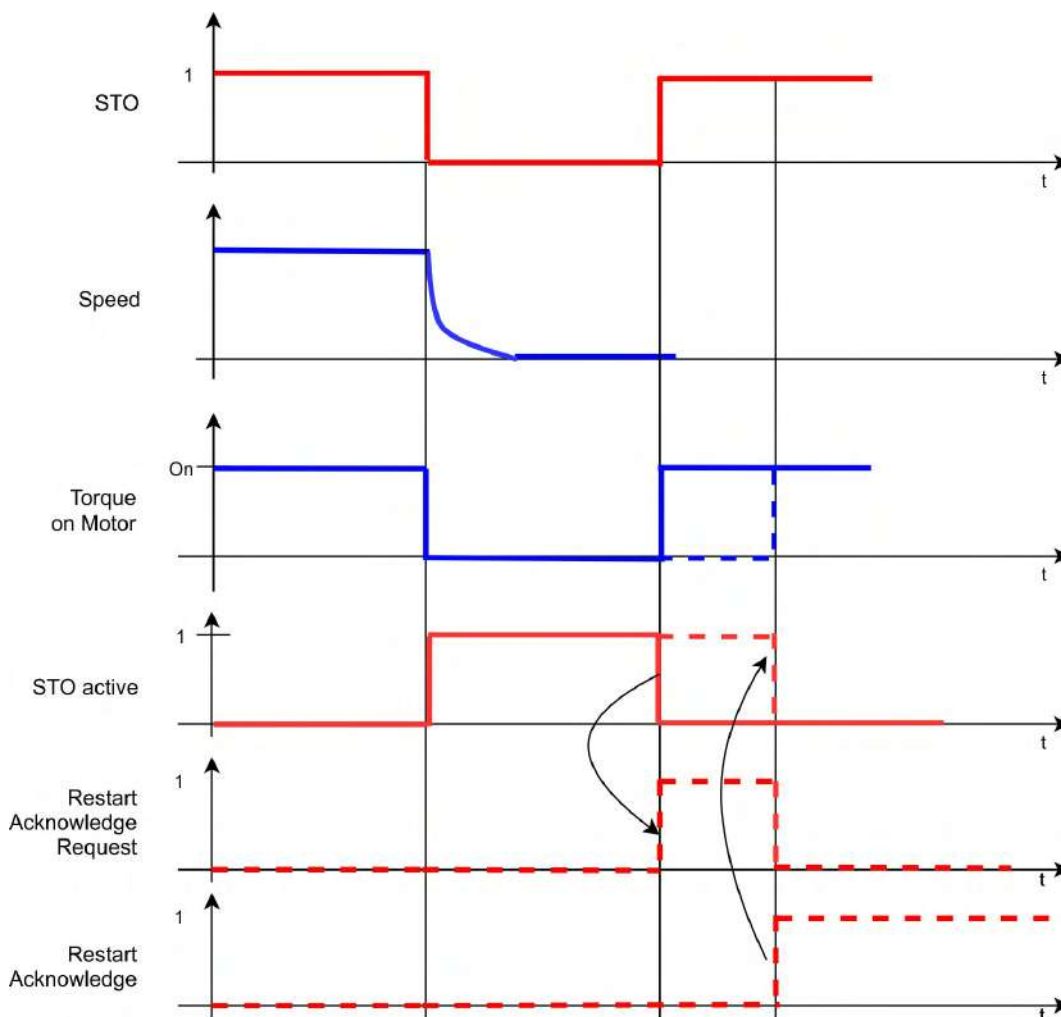 1
STO
t
Speed
t
On
Torque
on Motor
t
1
STO active
t
1
Restart
Acknowledge
Request
t
1
Restart
Acknowledge
t